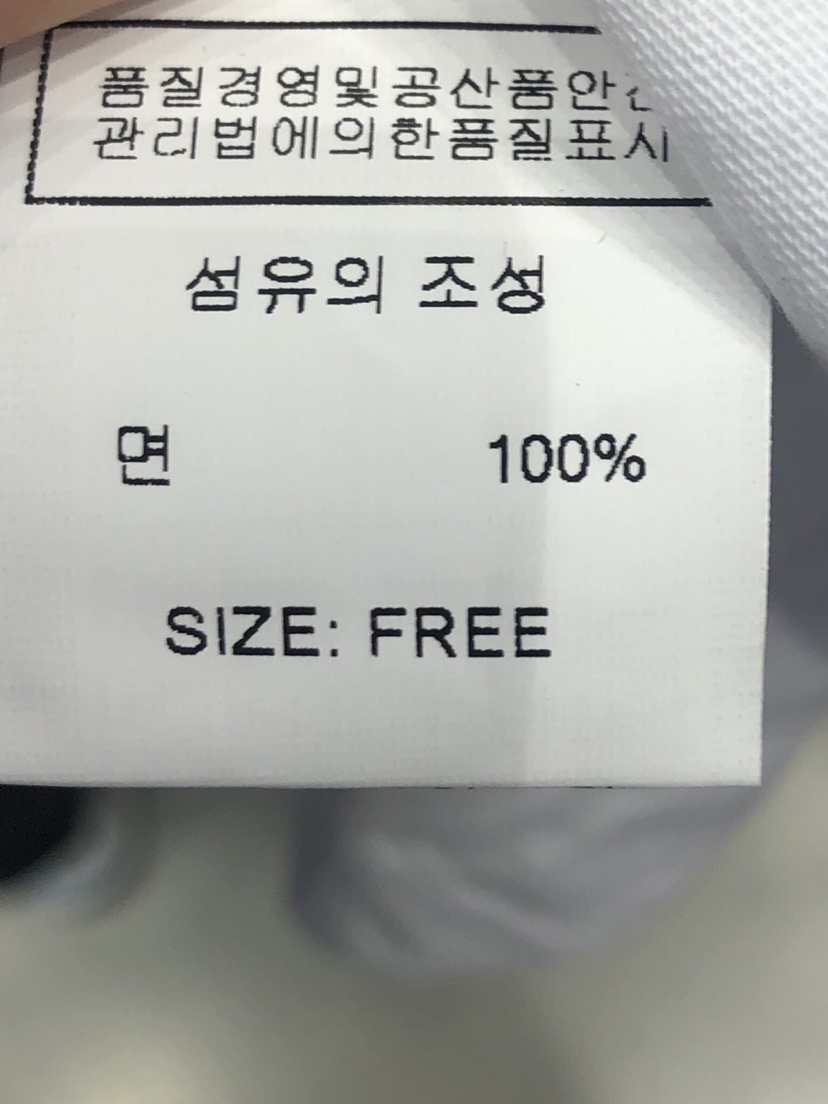 품질경영및공산품안
관리법에의한품질표시
섬유의 조성
면 100%
SIZE: FREE